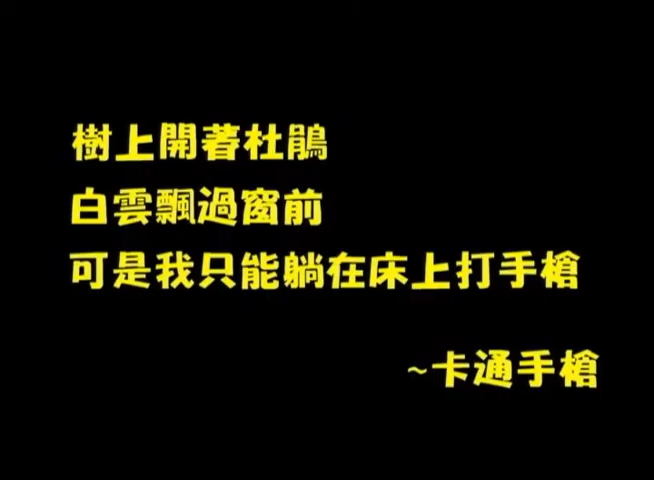 樹上開著杜鵑
白雲飄過窗前
可是我只能躺在床上打手槍
~卡通手槍